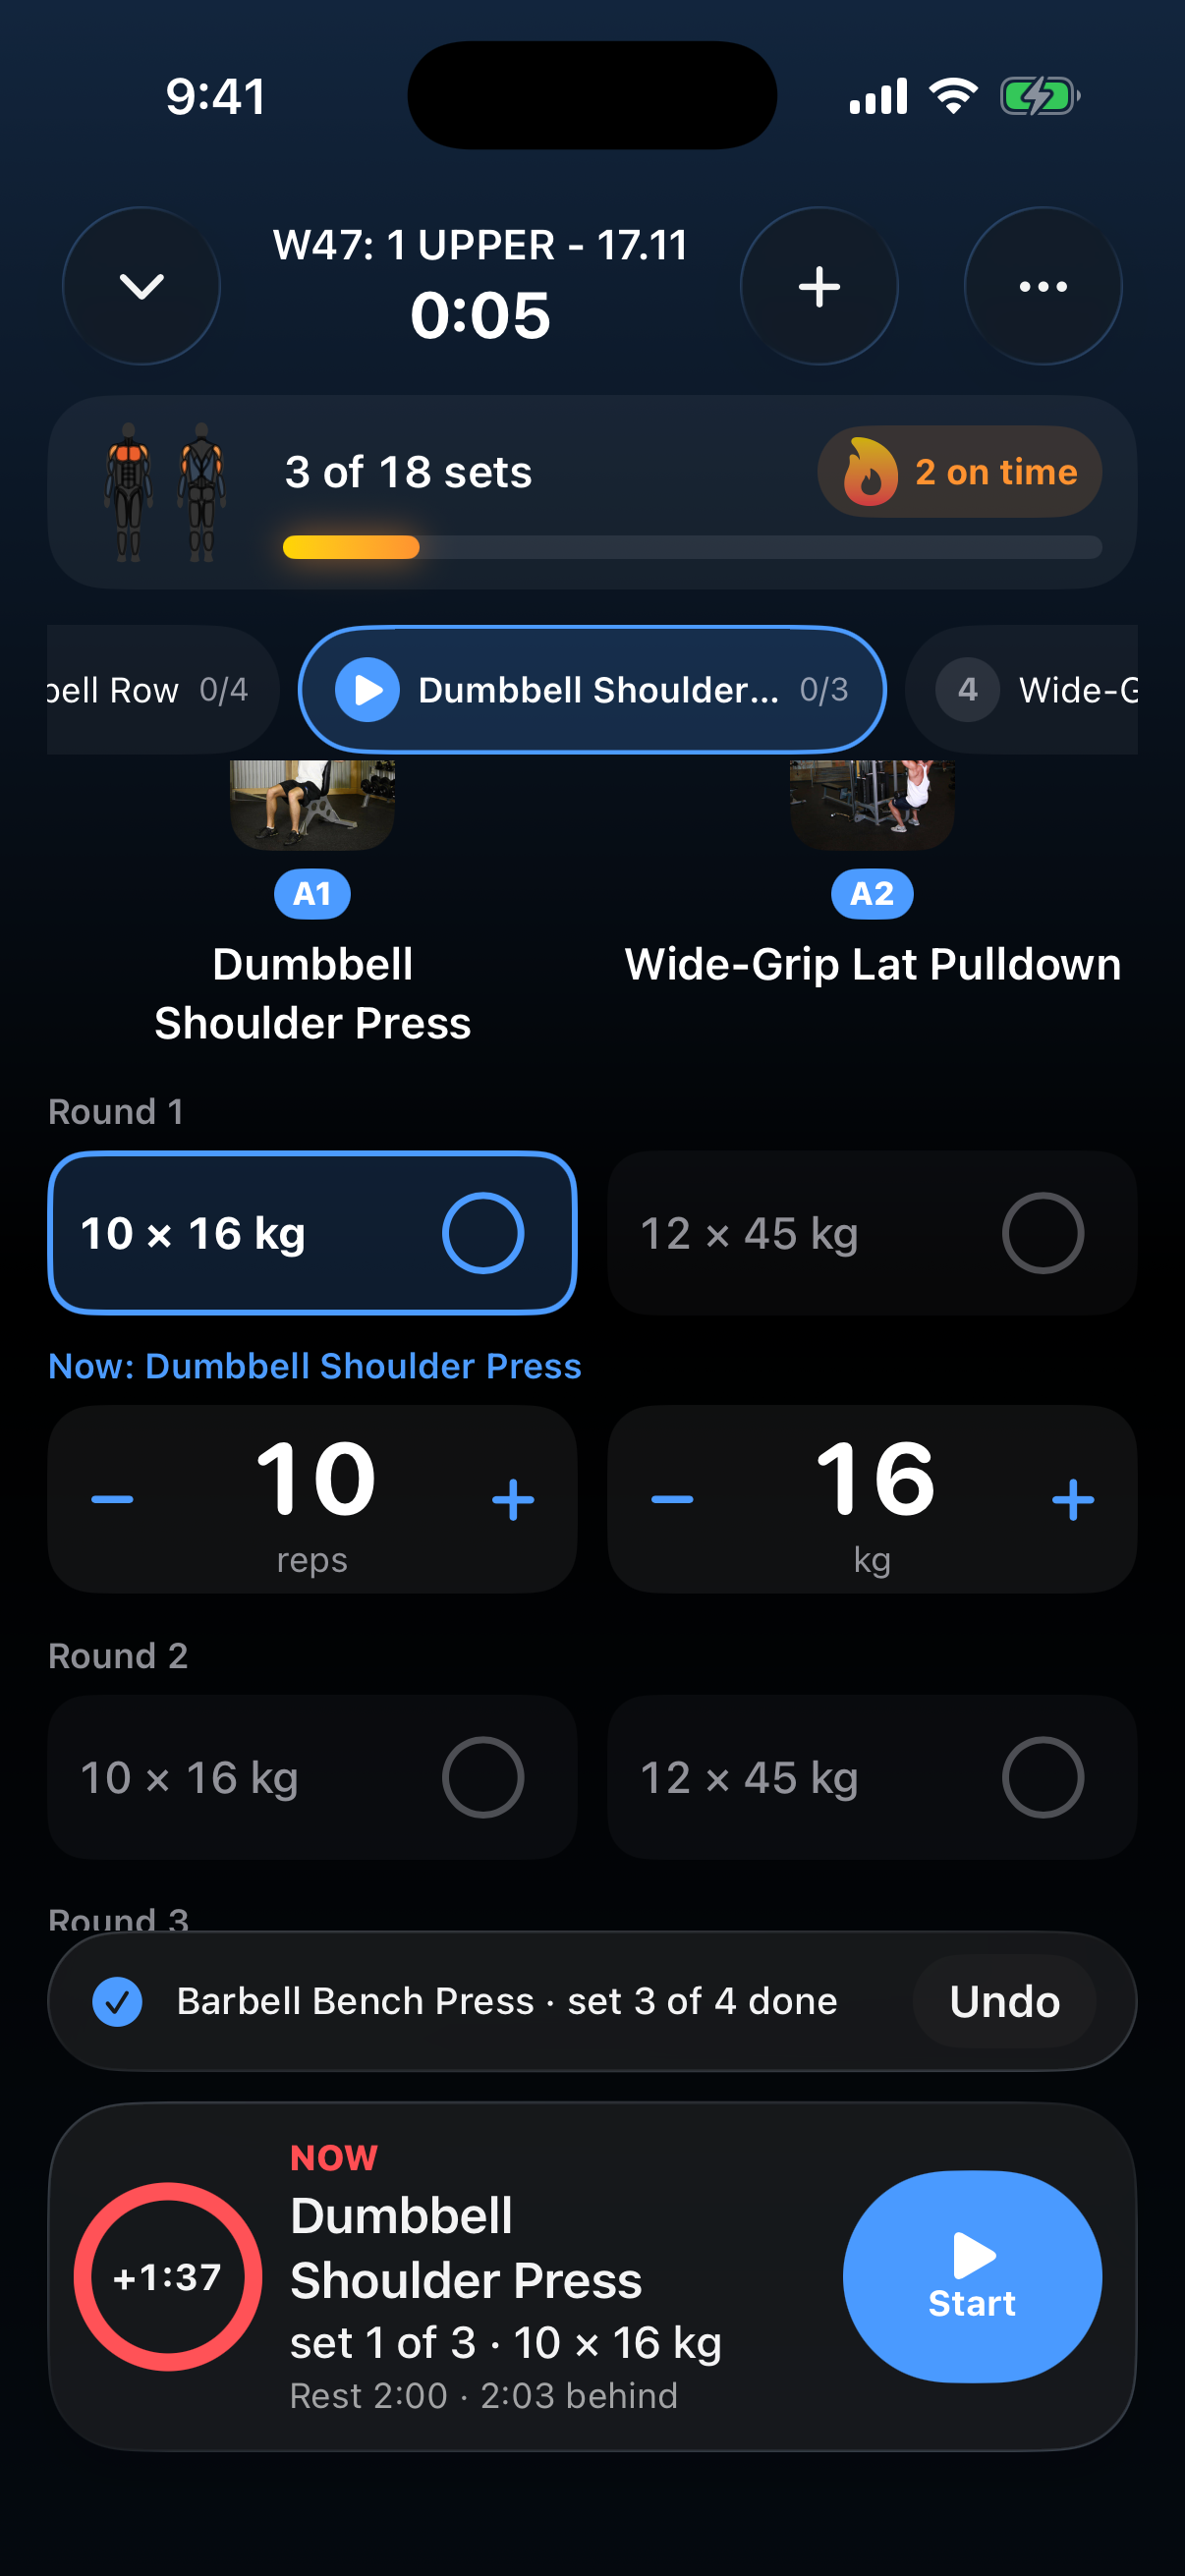 9:41
W47: 1 UPPER - 17.11
0:05
3 of 18 sets
2 on time
Row 0/4
Dumbbell Shoulder... 0/3
4
A1
A2
Dumbbell
Shoulder Press
Wide-Grip Lat Pulldown
Round 1
10 × 16 kg
12 × 45 kg
Now: Dumbbell Shoulder Press
10
reps
16
kg
Round 2
10 × 16 kg
12 × 45 kg
Round 3
Barbell Bench Press · set 3 of 4 done
Undo
NOW
Dumbbell
Shoulder Press
set 1 of 3 · 10 × 16 kg
Rest 2:00 · 2:03 behind
+1:37
Start